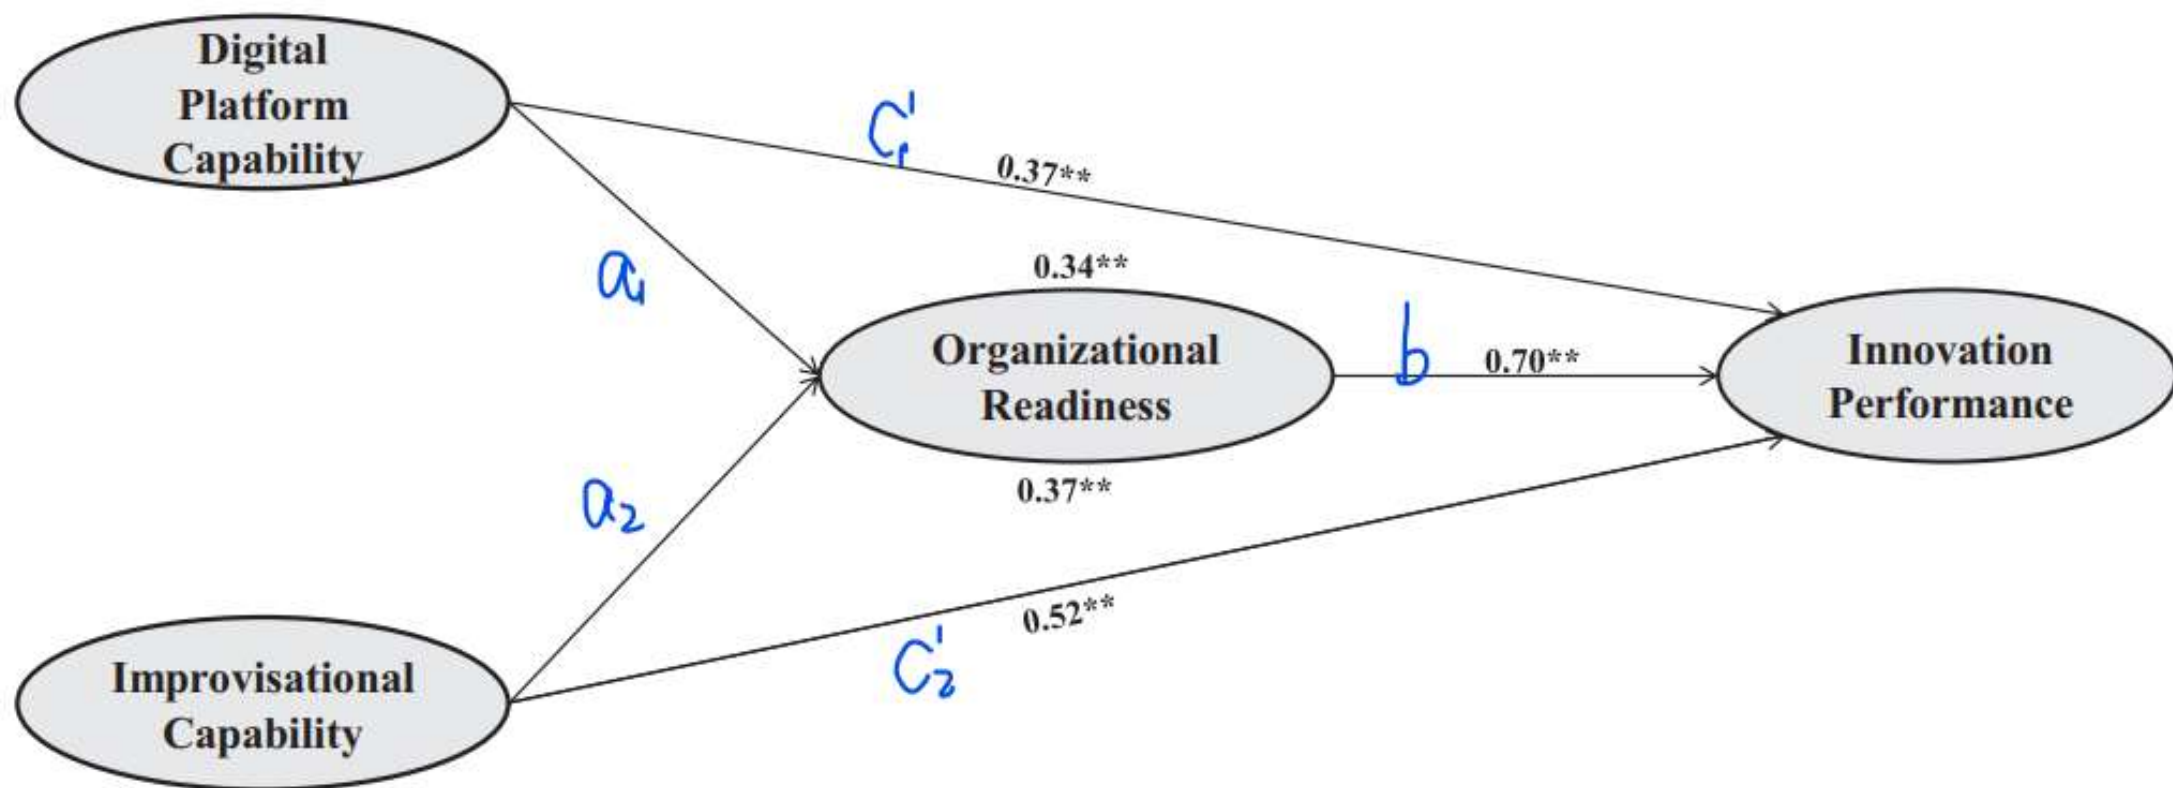 Digital
Platform
Capability
C₁'
0.37**
a₁
0.34**
Organizational
Readiness
b
0.70**
Innovation
Performance
a₂
0.37**
0.52**
C₂'
Improvisational
Capability